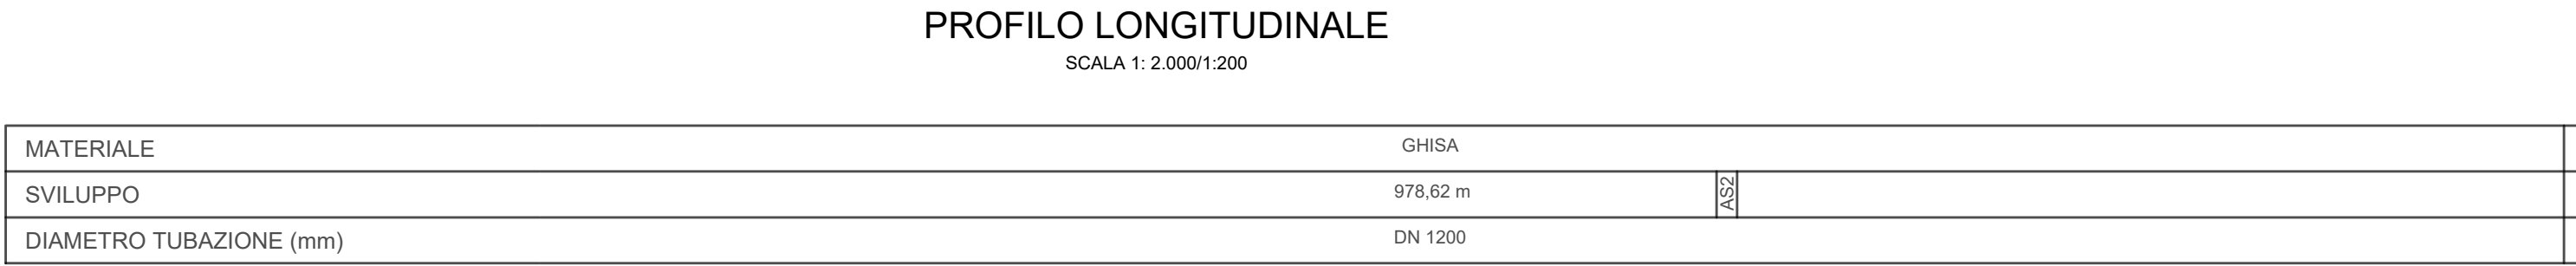 PROFILO LONGITUDINALE
SCALA 1: 2.000/1:200
MATERIALE GHISA
SVILUPPO 978,62 m AS2
DIAMETRO TUBAZIONE (mm) DN 1200